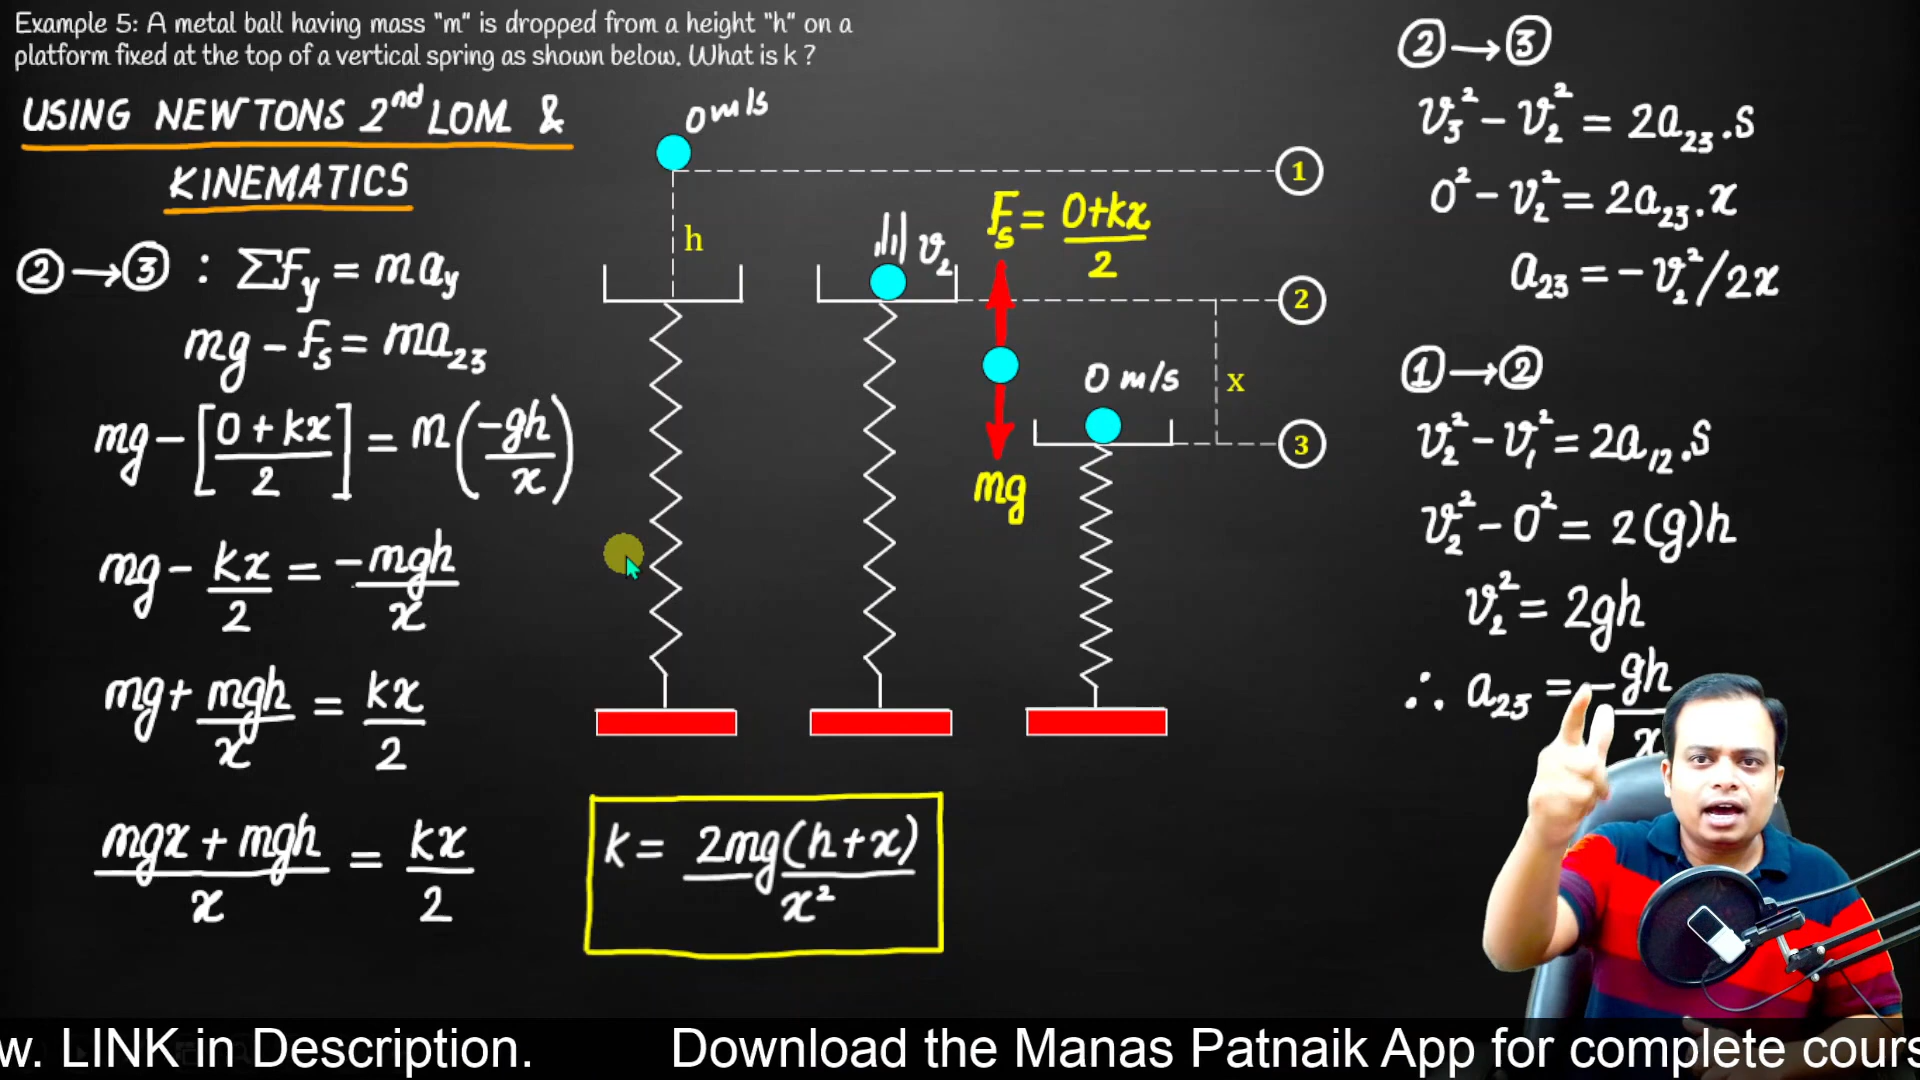 Example 5: A metal ball having mass "m" is dropped from a height "h" on a
platform fixed at the top of a vertical spring as shown below. What is k ?
USING NEWTONS 2nd LOM &
KINEMATICS
② → ③ : ΣFy = may
mg - Fs = ma23
mg - [0 + kx / 2] = m(-gh / x)
mg - kx / 2 = -mgh / x
mg + mgh / x = kx / 2
mgx + mgh / x = kx / 2
0 m/s
h
v2
Fs = 0+kx / 2
mg
0 m/s
x
1
2
3
k = 2mg(h+x) / x²
② → ③
v3² - v2² = 2a23.s
0² - v2² = 2a23.x
a23 = -v2²/2x
① → ②
v2² - v1² = 2a12.s
v2² - 0² = 2(g)h
v2² = 2gh
∴ a23 = -gh / x
w. LINK in Description. Download the Manas Patnaik App for complete cours